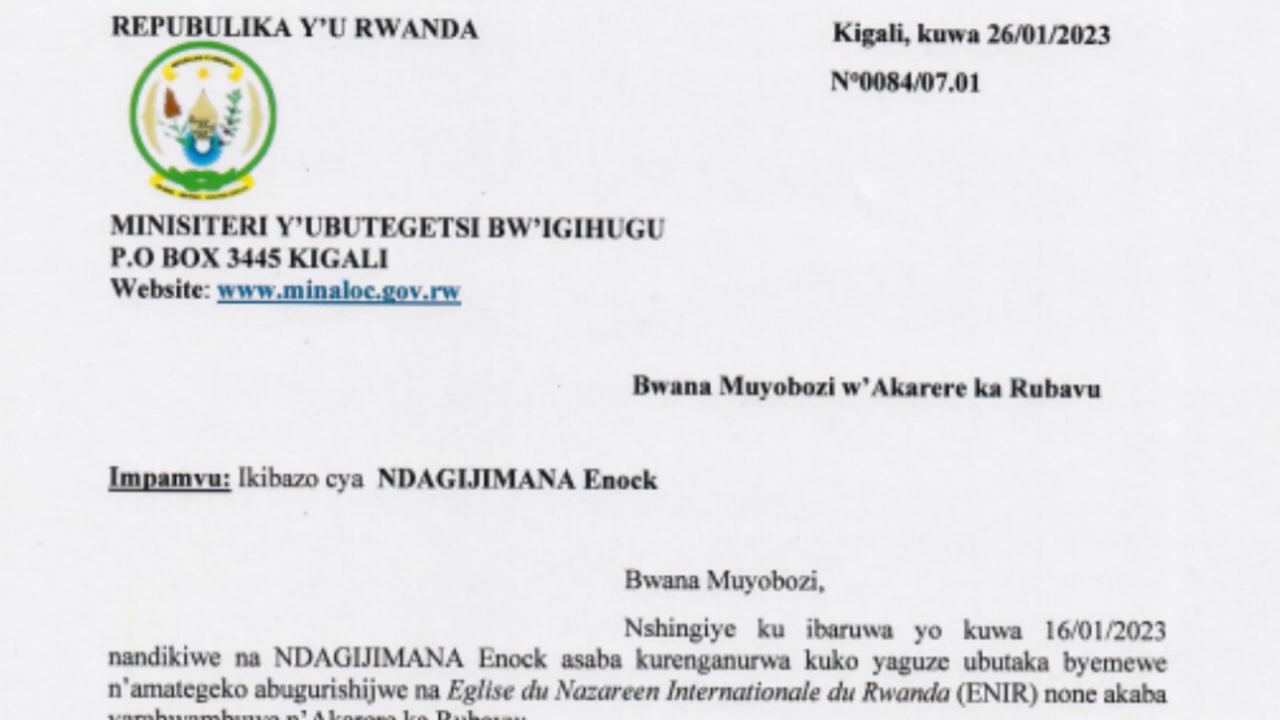 REPUBULIKA Y'U RWANDA
Kigali, kuwa 26/01/2023
N°0084/07.01
MINISITERI Y'UBUTEGETSI BW'IGIHUGU
P.O BOX 3445 KIGALI
Website: www.minaloc.gov.rw
Bwana Muyobozi w'Akarere ka Rubavu
Impamvu: Ikibazo cya NDAGIJIMANA Enock
Bwana Muyobozi,
Nshingiye ku ibaruwa yo kuwa 16/01/2023
nandikiwe na NDAGIJIMANA Enock asaba kurenganurwa kuko yaguze ubutaka byemewe
n'amategeko abugurishijwe na Eglise du Nazareen Internationale du Rwanda (ENIR) none akaba
n'Akarere ka Rubavu